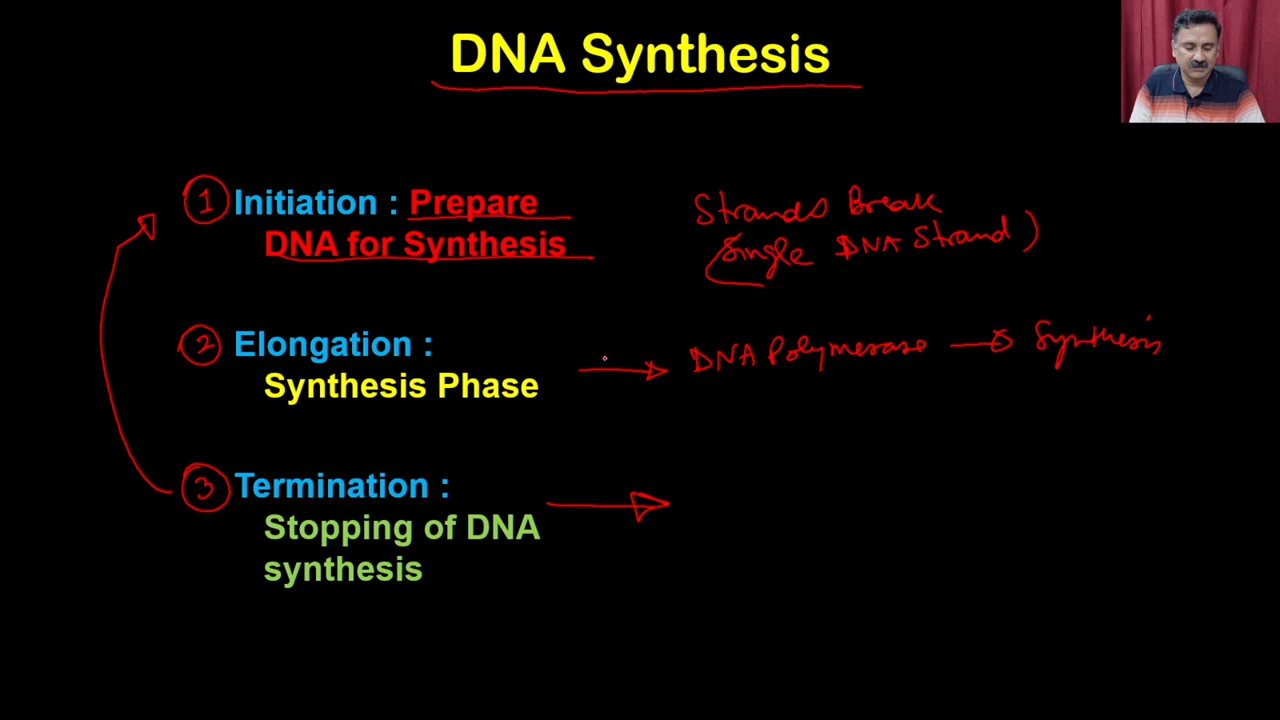 DNA Synthesis
1 Initiation : Prepare
DNA for Synthesis
Strands Break
(Single DNA Strand)
2 Elongation :
Synthesis Phase
DNA Polymerase → Synthesis
3 Termination :
Stopping of DNA
synthesis